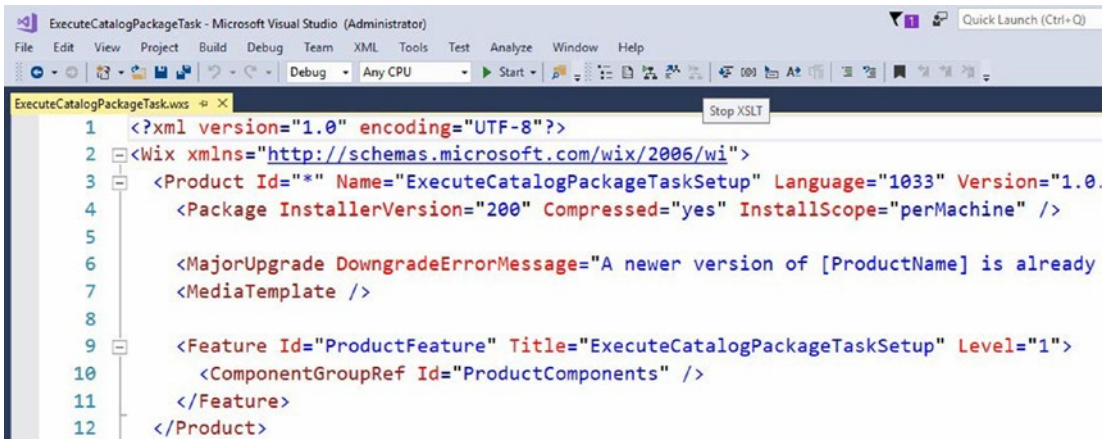 ExecuteCatalogPackageTask - Microsoft Visual Studio (Administrator)
1
Quick Launch (Ctrl+Q)
File Edit View Project Build Debug Team XML Tools Test Analyze Window Help
Debug Any CPU Start
ExecuteCatalogPackageTask.wxs
Stop XSLT
1 <?xml version="1.0" encoding="UTF-8"?>
2 <Wix xmlns="http://schemas.microsoft.com/wix/2006/wi">
3 <Product Id="*" Name="ExecuteCatalogPackageTaskSetup" Language="1033" Version="1.0.
4 <Package InstallerVersion="200" Compressed="yes" InstallScope="perMachine" />
5
6 <MajorUpgrade DowngradeErrorMessage="A newer version of [ProductName] is already
7 <MediaTemplate />
8
9 <Feature Id="ProductFeature" Title="ExecuteCatalogPackageTaskSetup" Level="1">
10 <ComponentGroupRef Id="ProductComponents" />
11 </Feature>
12 </Product>